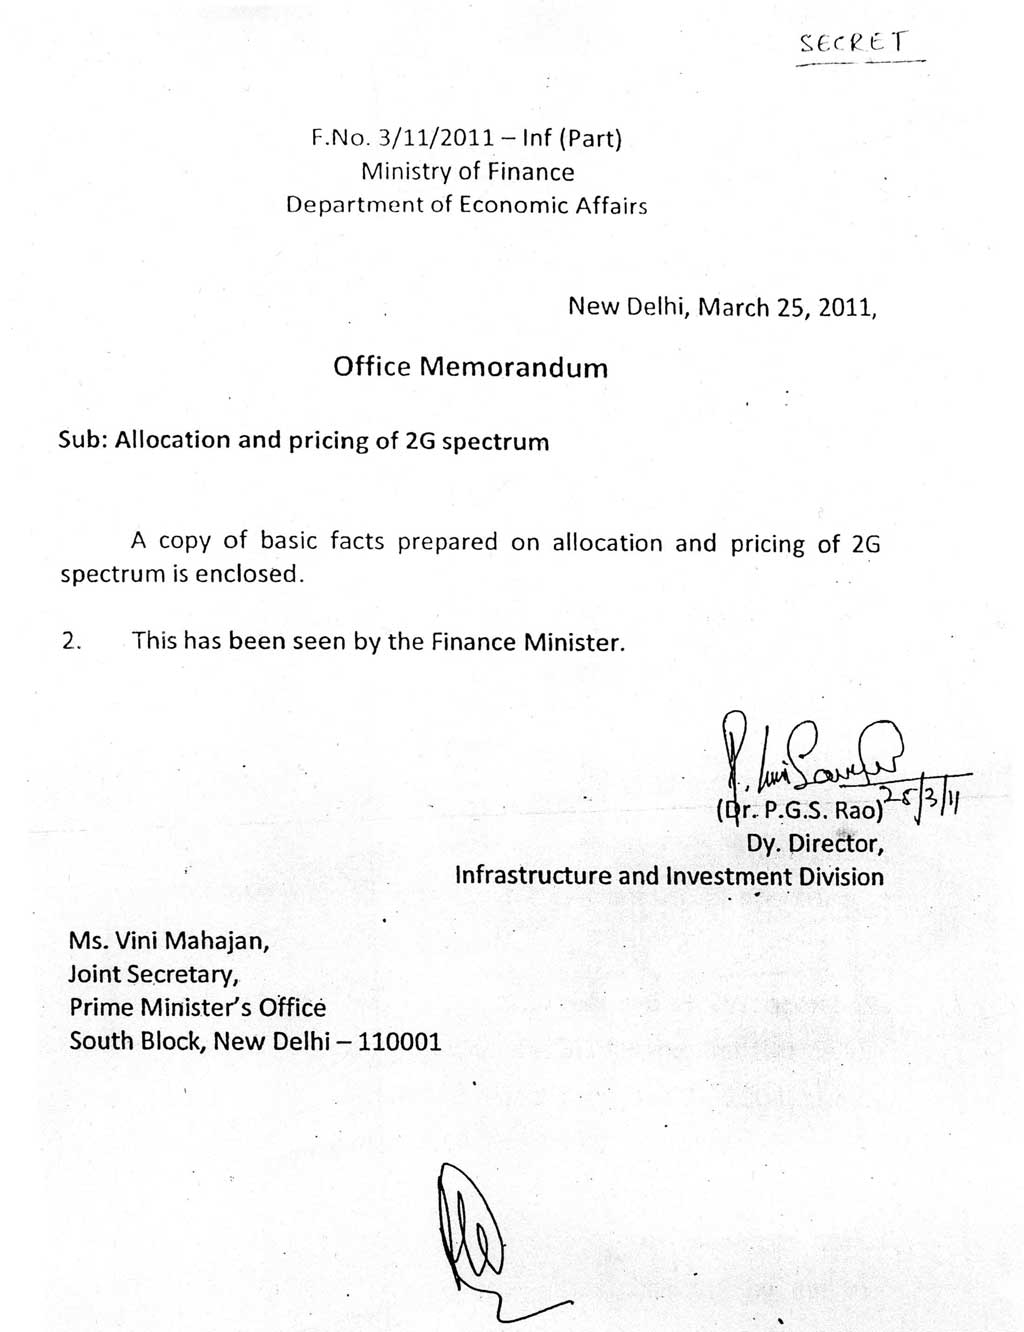 SECRET
F.No. 3/11/2011 – Inf (Part)
Ministry of Finance
Department of Economic Affairs
New Delhi, March 25, 2011,
Office Memorandum
Sub: Allocation and pricing of 2G spectrum
A copy of basic facts prepared on allocation and pricing of 2G
spectrum is enclosed.
2. This has been seen by the Finance Minister.
25/3/11
(Dr. P.G.S. Rao)
Dy. Director,
Infrastructure and Investment Division
Ms. Vini Mahajan,
Joint Secretary,
Prime Minister's Office
South Block, New Delhi – 110001